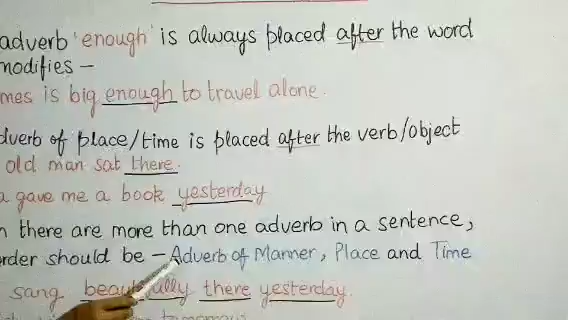 adverb 'enough' is always placed after the word
modifies –
mes is big enough to travel alone.
dverb of place/time is placed after the verb/object
old man sat there.
a gave me a book yesterday
n there are more than one adverb in a sentence,
rder should be – Adverb of Manner, Place and Time
sang beautifully there yesterday.